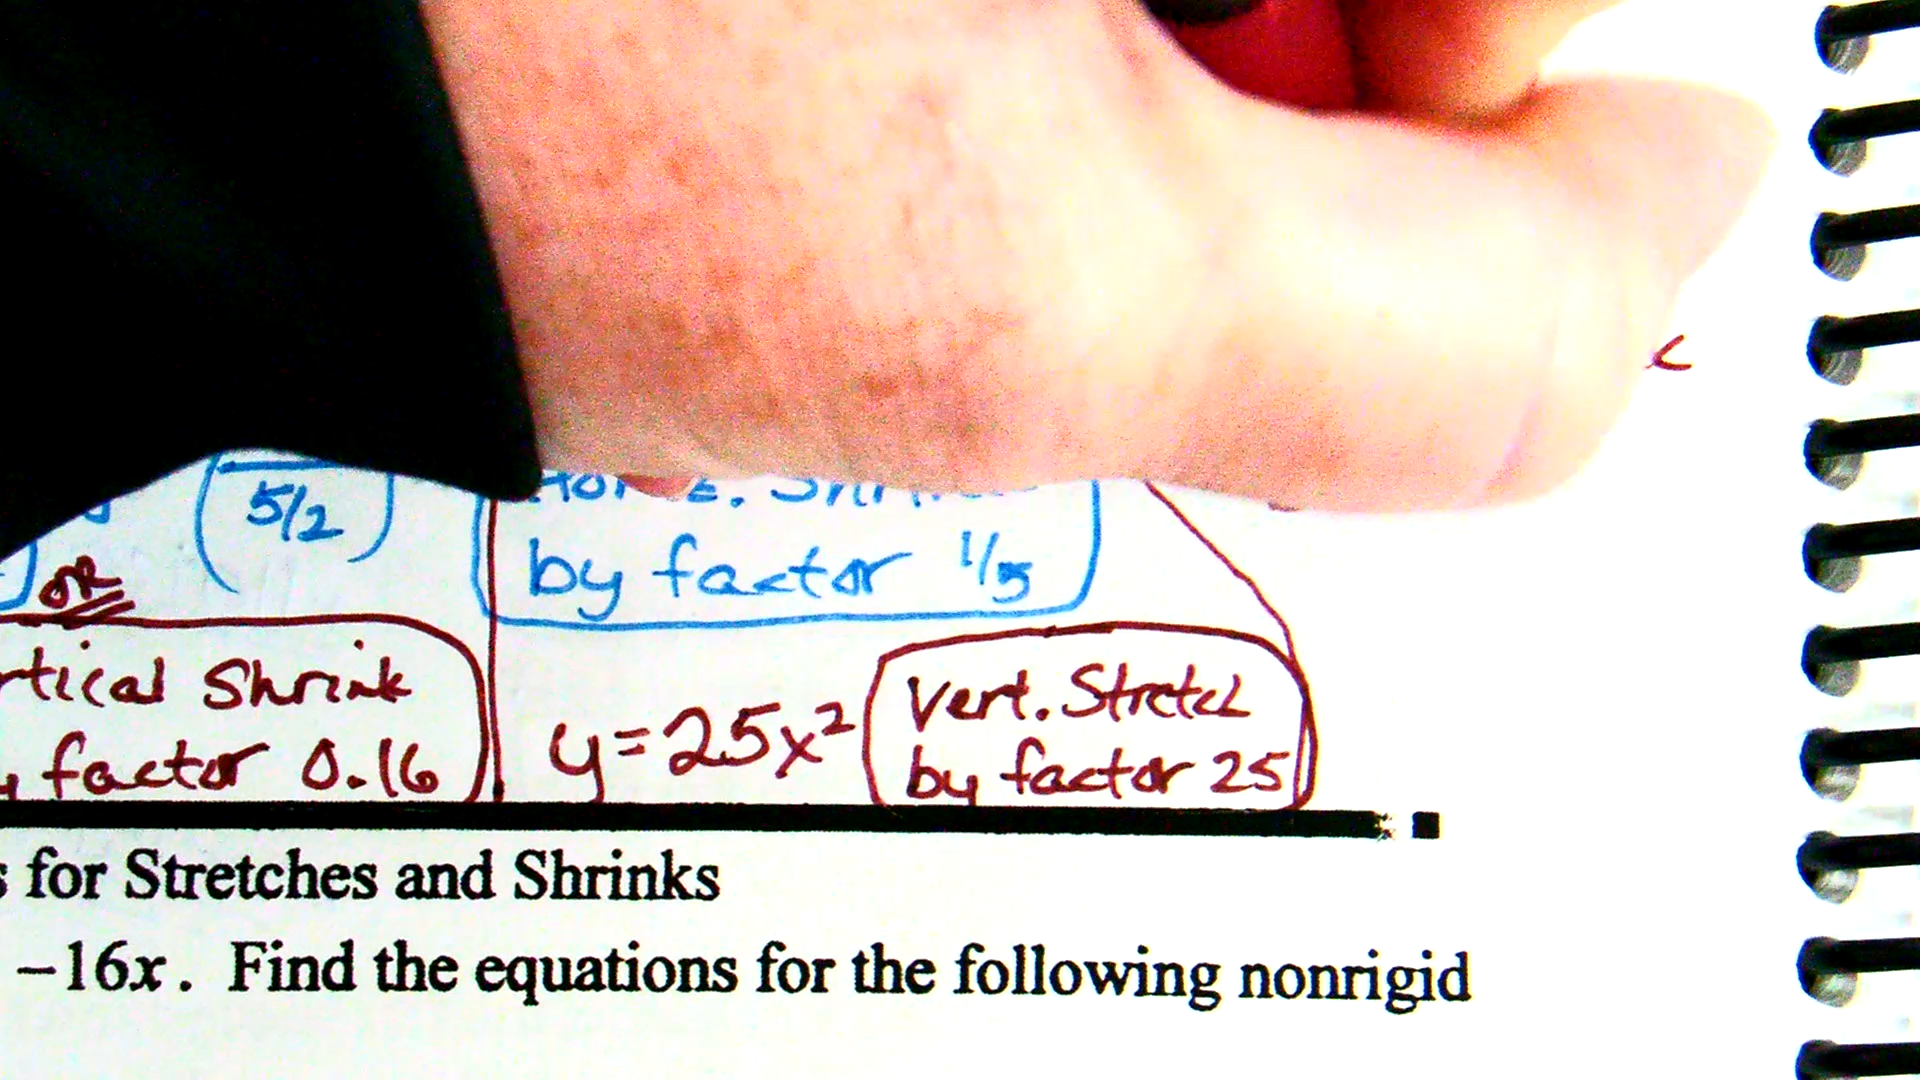 5/2
by factor 1/5
OR
rtical Shrink
factor 0.16
y=25x²
Vert. Stretch
by factor 25
for Stretches and Shrinks
−16x. Find the equations for the following nonrigid